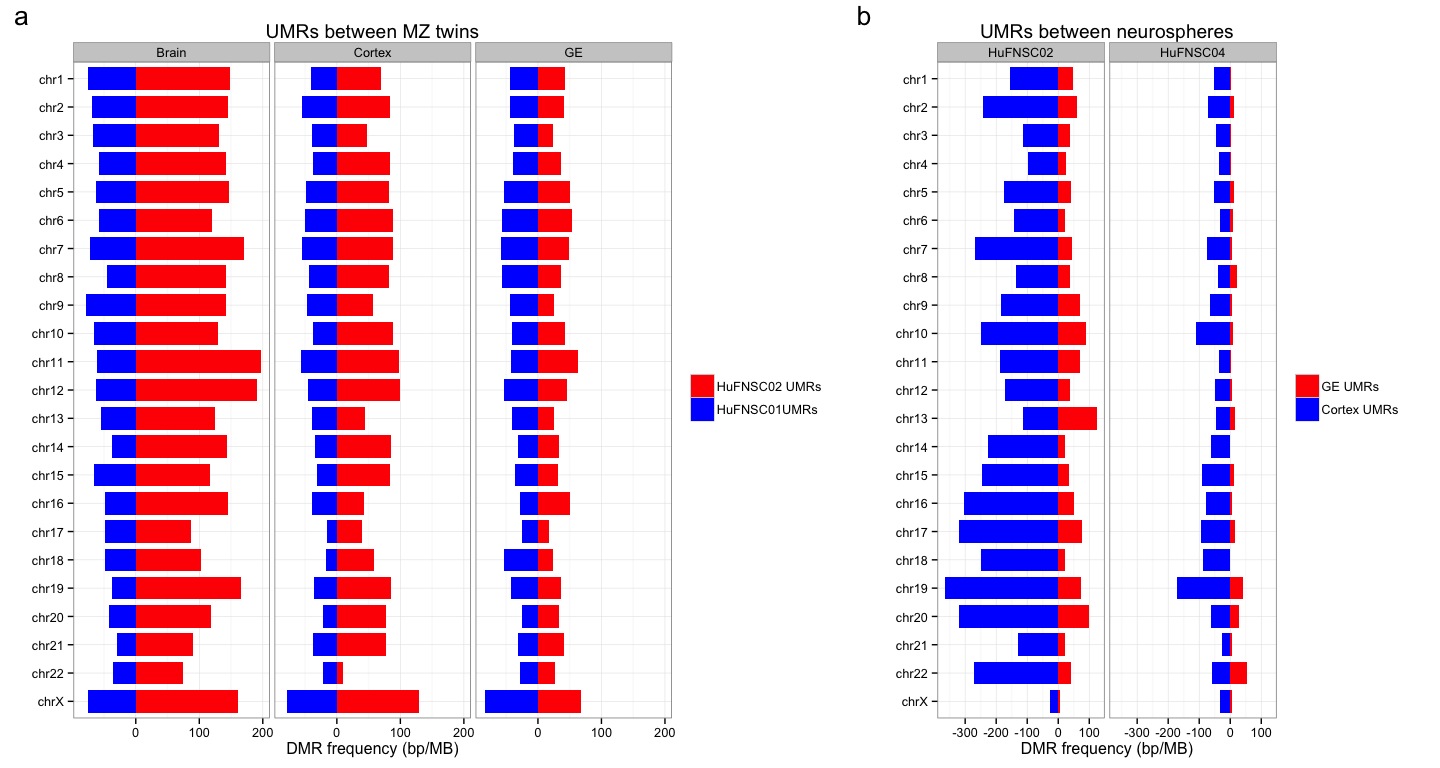 a
UMRs between MZ twins
Brain
Cortex
GE
chr1
chr2
chr3
chr4
chr5
chr6
chr7
chr8
chr9
chr10
chr11
chr12
chr13
chr14
chr15
chr16
chr17
chr18
chr19
chr20
chr21
chr22
chrX
0 100 200
0 100 200
0 100 200
DMR frequency (bp/MB)
HuFNSC02 UMRs
HuFNSC01UMRs
b
UMRs between neurospheres
HuFNSC02
HuFNSC04
chr1
chr2
chr3
chr4
chr5
chr6
chr7
chr8
chr9
chr10
chr11
chr12
chr13
chr14
chr15
chr16
chr17
chr18
chr19
chr20
chr21
chr22
chrX
-300 -200 -100 0 100
-300 -200 -100 0 100
DMR frequency (bp/MB)
GE UMRs
Cortex UMRs